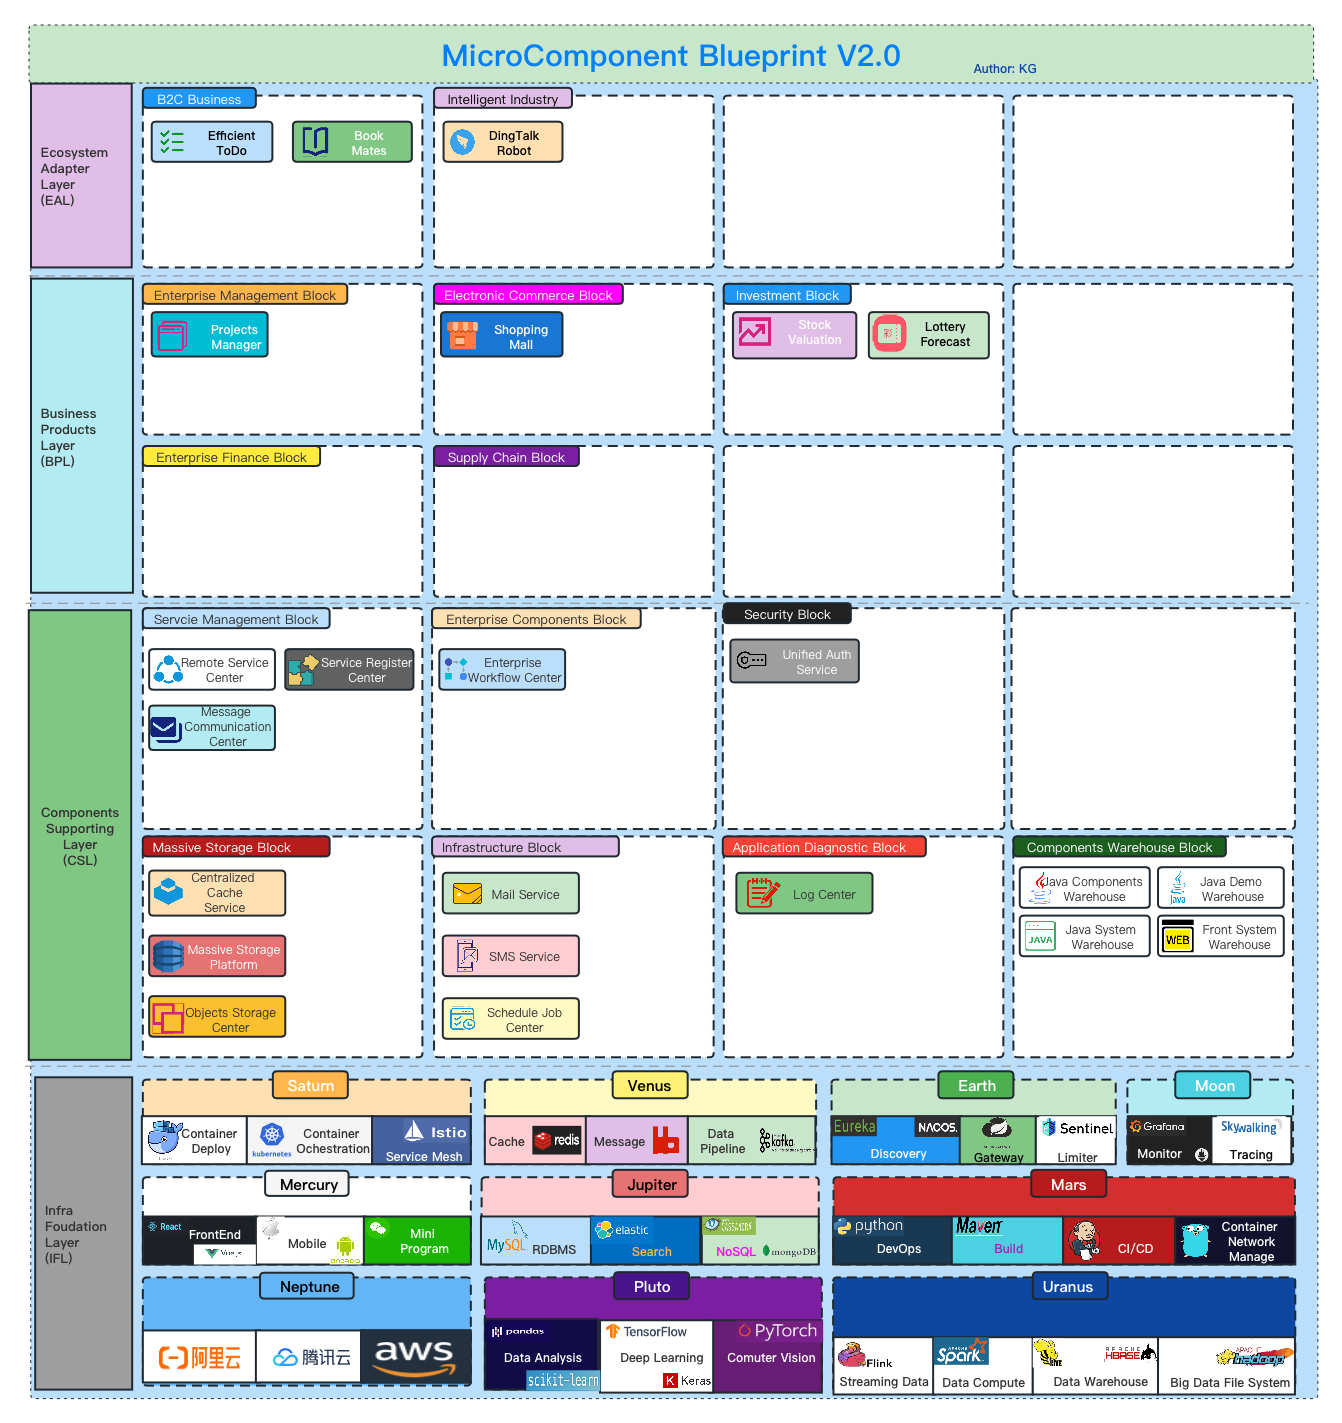 MicroComponent Blueprint V2.0
Author: KG
Ecosystem
Adapter
Layer
(EAL)
B2C Business
Efficient
ToDo
Book
Mates
Intelligent Industry
DingTalk
Robot
Business
Products
Layer
(BPL)
Enterprise Management Block
Projects
Manager
Electronic Commerce Block
Shopping
Mall
Investment Block
Stock
Valuation
彩
Lottery
Forecast
Enterprise Finance Block
Supply Chain Block
Components
Supporting
Layer
(CSL)
Servcie Management Block
Remote Service
Center
Service Register
Center
Message
Communication
Center
Enterprise Components Block
Enterprise
Workflow Center
Security Block
Unified Auth
Service
Massive Storage Block
Centralized
Cache
Service
Massive Storage
Platform
Objects Storage
Center
Infrastructure Block
Mail Service
SMS Service
Schedule Job
Center
Application Diagnostic Block
Log Center
Components Warehouse Block
Java Components
Warehouse
Java
Java Demo
Warehouse
JAVA
Java System
Warehouse
WEB
Front System
Warehouse
Infra
Foudation
Layer
(IFL)
Saturn
Container
Deploy
kubernetes
Container
Ochestration
Istio
Service Mesh
Venus
Cache
redis
Message
Data
Pipeline
kafka
Earth
Eureka
NACOS.
Discovery
Gateway
Sentinel
Limiter
Moon
Grafana
Monitor
Skywalking
Tracing
Mercury
React
FrontEnd
Vue.js
Mobile
ANDROID
Mini
Program
Jupiter
MySQL
RDBMS
elastic
Search
cassandra
NoSQL
mongoDB
Mars
python
DevOps
Maven
Build
CI/CD
Container
Network
Manage
Neptune
阿里云
腾讯云
aws
Pluto
pandas
Data Analysis
scikit-learn
TensorFlow
Deep Learning
K Keras
PyTorch
Comuter Vision
Uranus
Flink
Streaming Data
APACHE
Spark
Data Compute
HIVE
APACHE
HBASE
Data Warehouse
APACHE
hadoop
Big Data File System